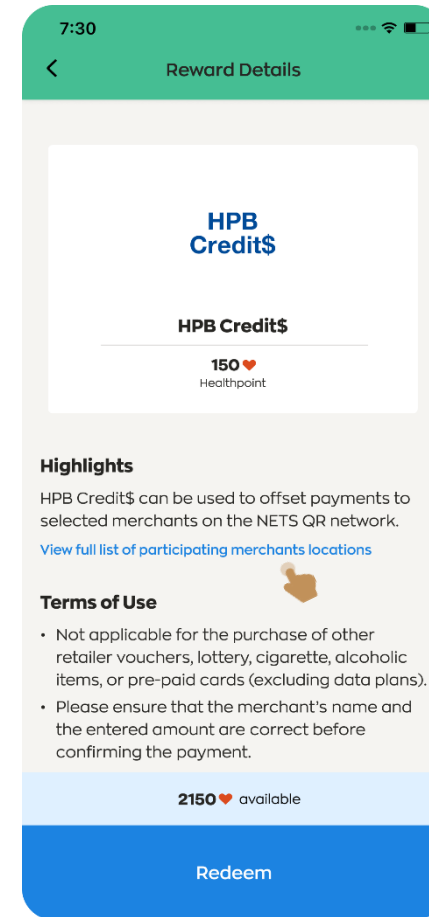 7:30
Reward Details
HPB
Credit$
HPB Credit$
150
Healthpoint
Highlights
HPB Credit$ can be used to offset payments to
selected merchants on the NETS QR network.
View full list of participating merchants locations
Terms of Use
• Not applicable for the purchase of other
retailer vouchers, lottery, cigarette, alcoholic
items, or pre-paid cards (excluding data plans).
• Please ensure that the merchant's name and
the entered amount are correct before
confirming the payment.
2150 available
Redeem